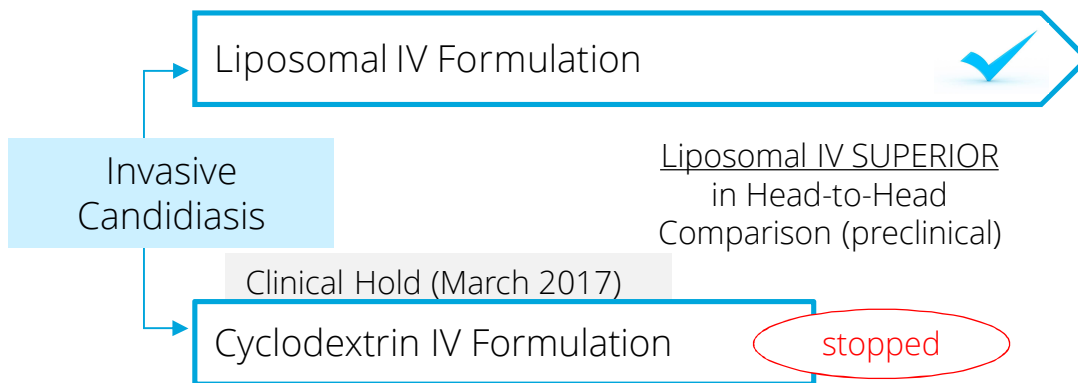 Liposomal IV Formulation
Invasive
Candidiasis
Liposomal IV SUPERIOR
in Head-to-Head
Comparison (preclinical)
Clinical Hold (March 2017)
Cyclodextrin IV Formulation
stopped